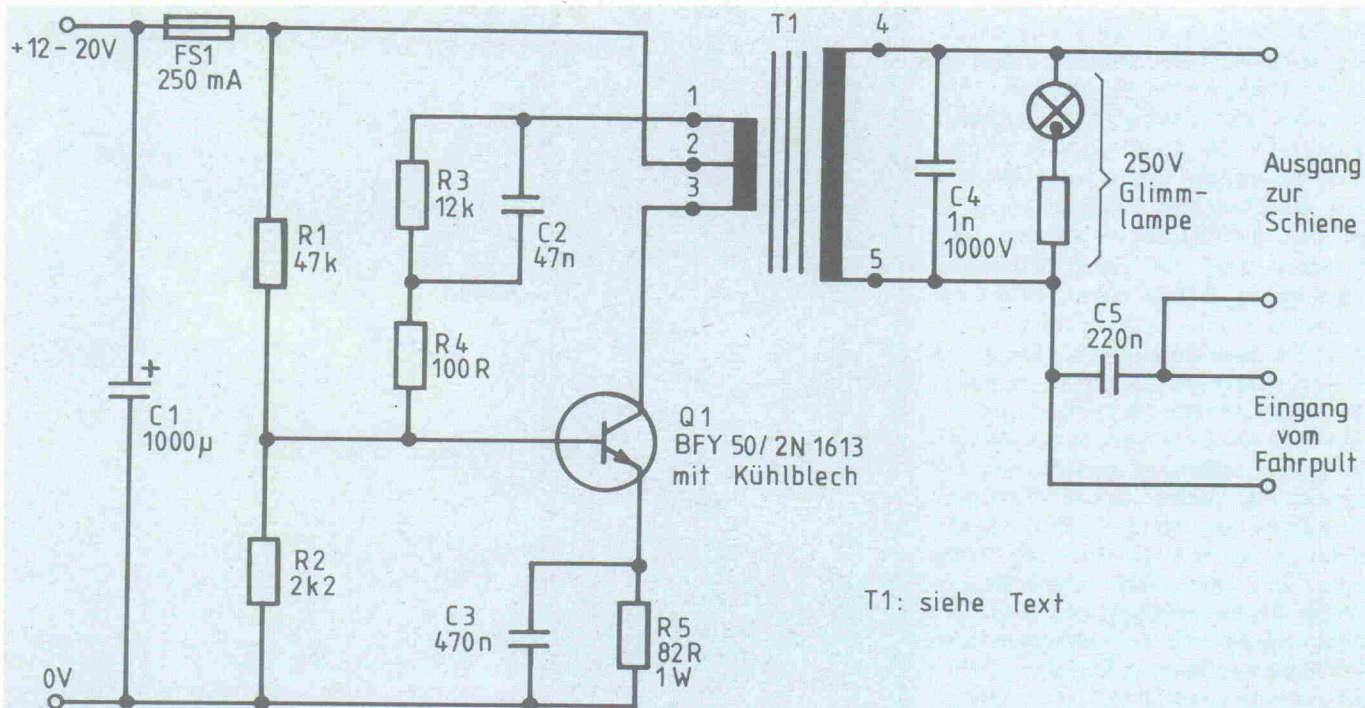 +12-20V
FS1
250 mA
T1
4
1
2
3
R3
12k
C2
47n
R1
47k
R4
100R
C4
1n
1000V
250V
Glimm-
lampe
Ausgang
zur
Schiene
5
C5
220n
+
C1
1000µ
Q1
BFY 50/2N 1613
mit Kühlblech
Eingang
vom
Fahrpult
R2
2k2
C3
470n
R5
82R
1W
T1: siehe Text
0V